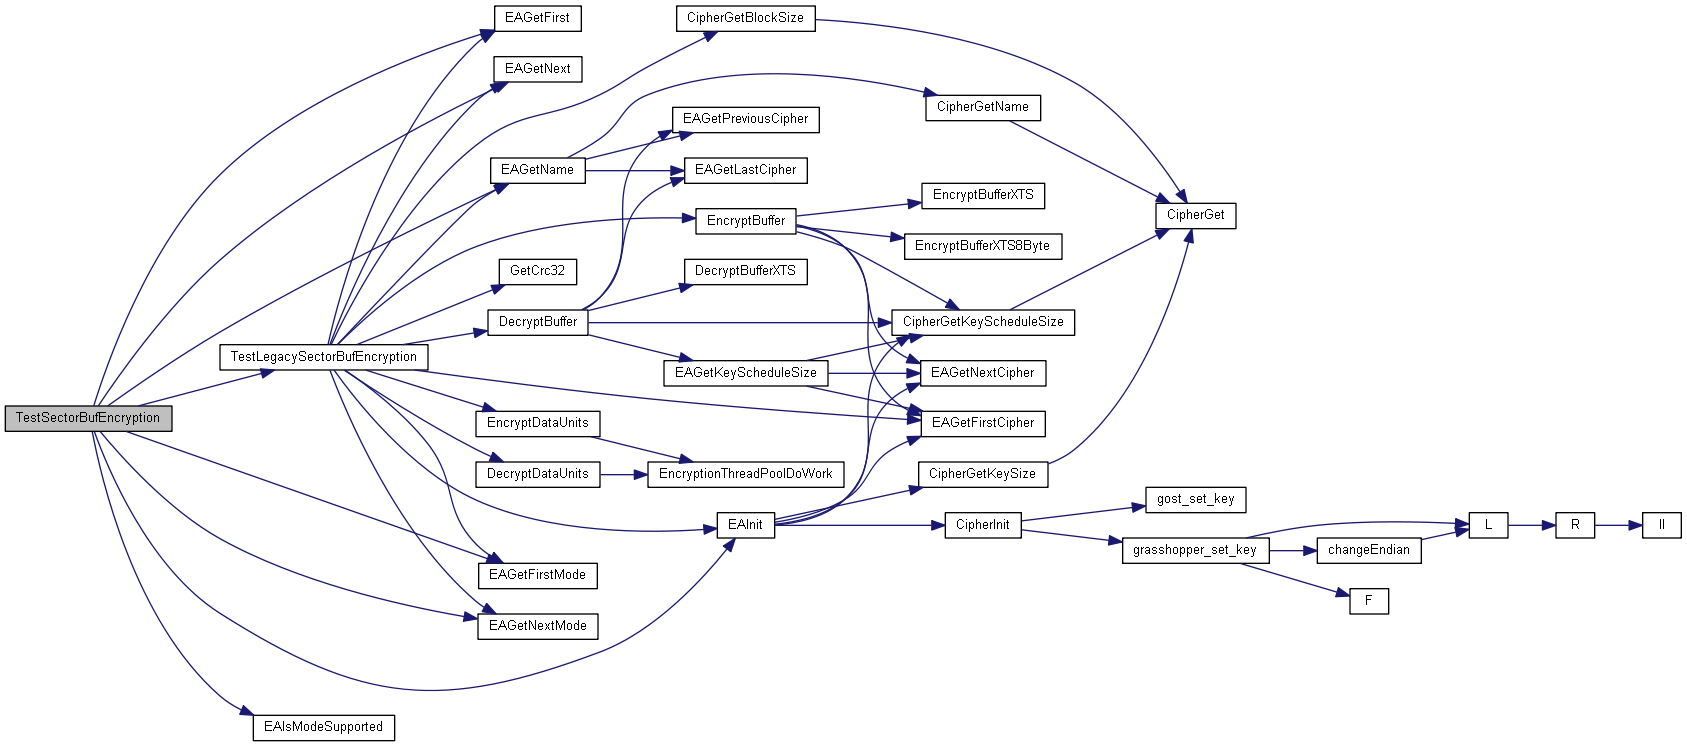 EAGetFirst
CipherGetBlockSize
EAGetNext
CipherGetName
EAGetPreviousCipher
EAGetName
EAGetLastCipher
EncryptBufferXTS
CipherGet
EncryptBuffer
EncryptBufferXTS8Byte
GetCrc32
DecryptBufferXTS
DecryptBuffer
CipherGetKeyScheduleSize
TestLegacySectorBufEncryption
EAGetKeyScheduleSize
EAGetNextCipher
TestSectorBufEncryption
EncryptDataUnits
EAGetFirstCipher
DecryptDataUnits
EncryptionThreadPoolDoWork
CipherGetKeySize
gost_set_key
EAInit
CipherInit
L
R
ll
grasshopper_set_key
changeEndian
EAGetFirstMode
F
EAGetNextMode
EAIsModeSupported